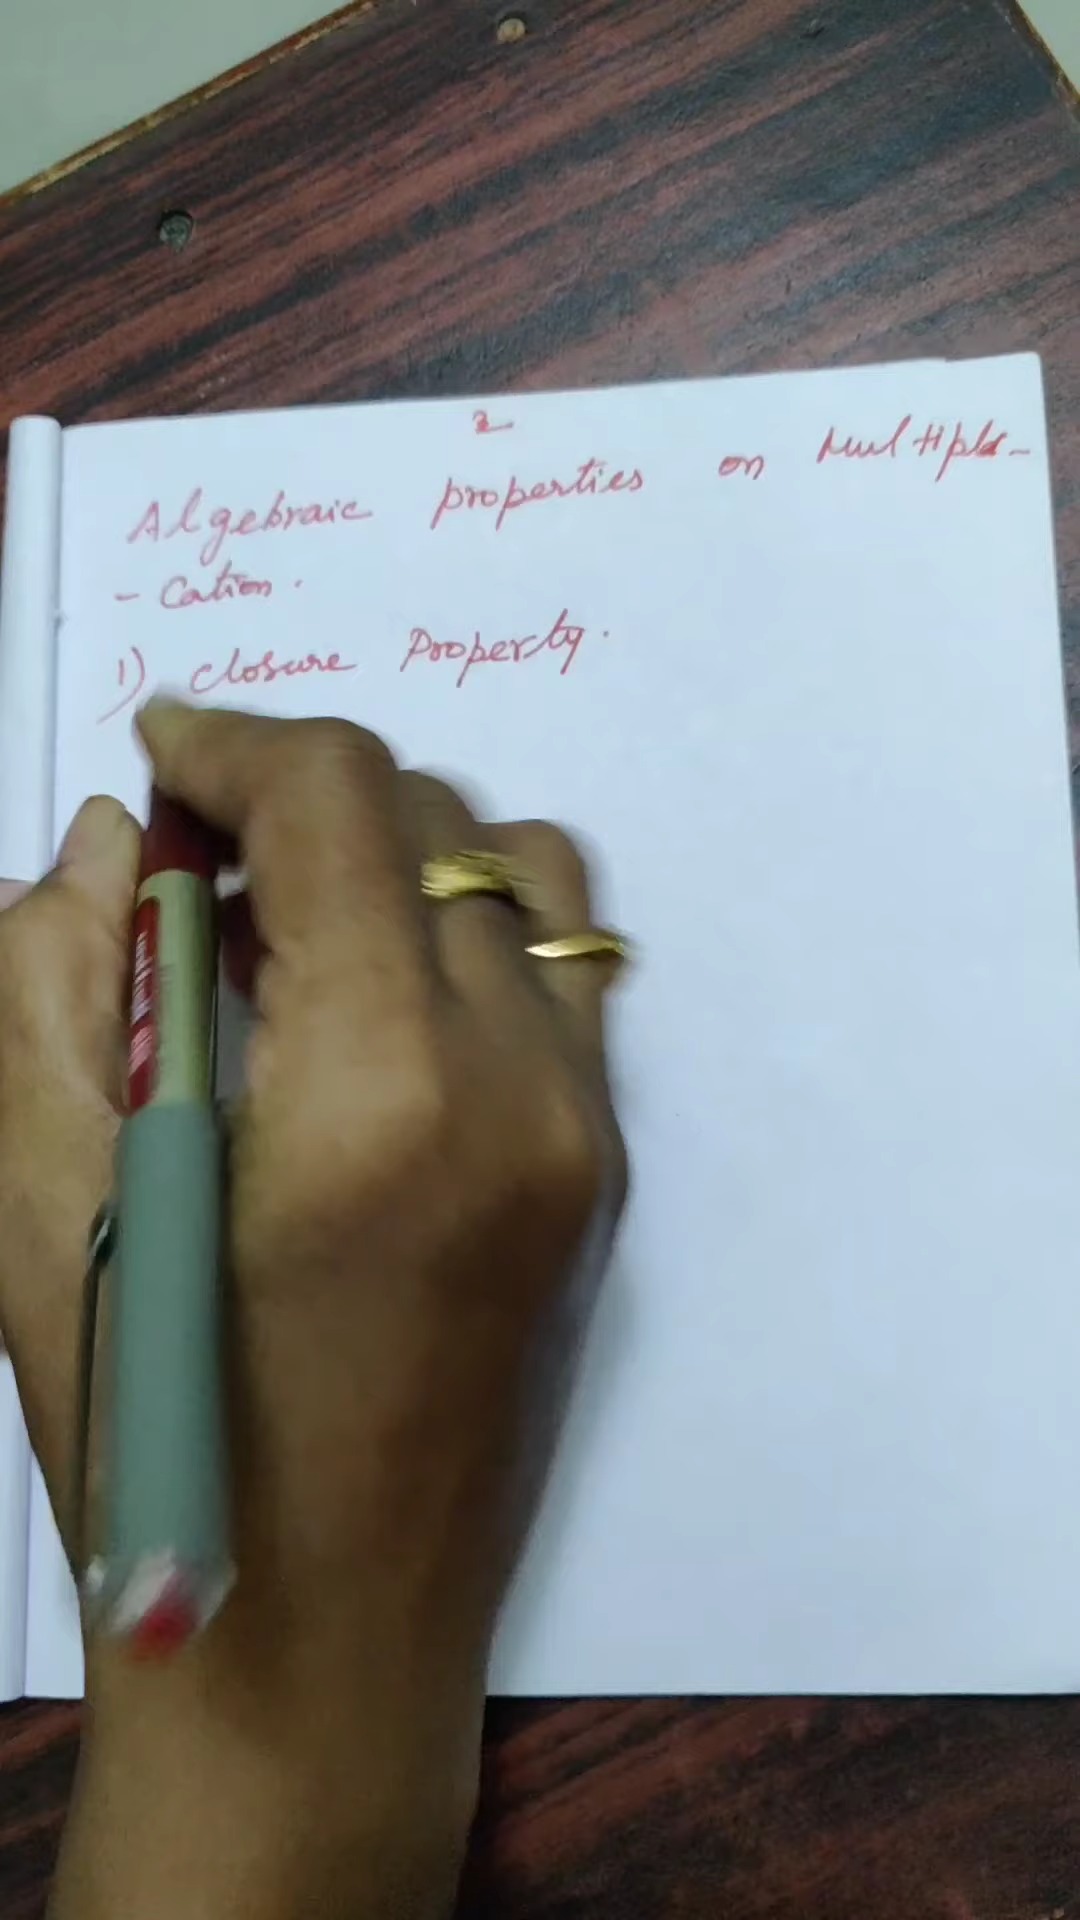 2
Algebraic properties on Multipli-
- cation.
1) closure Property.